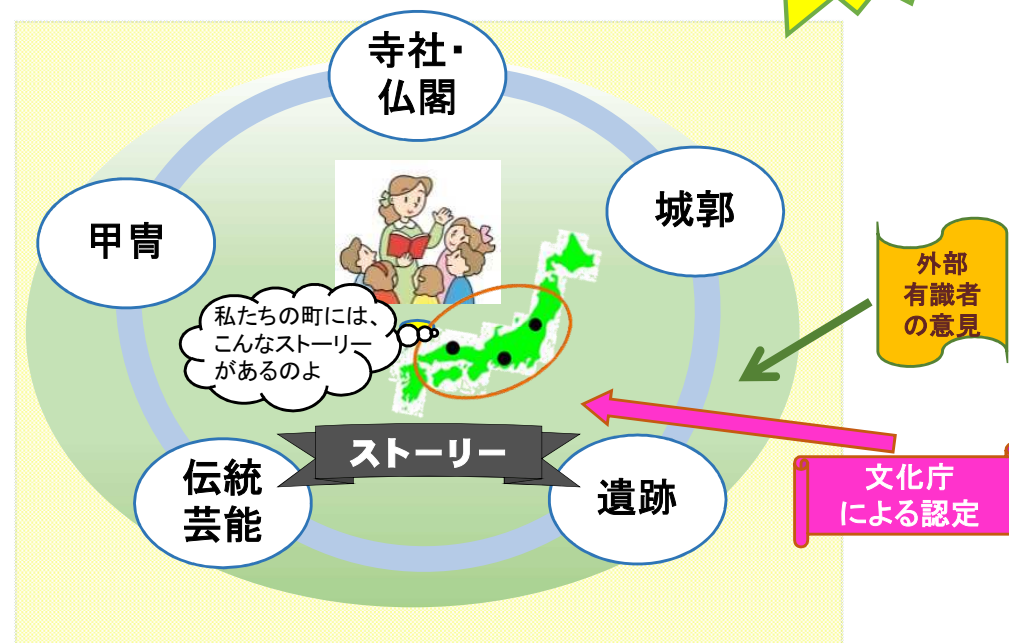 寺社・
仏閣
甲冑
城郭
外部
有識者
の意見
私たちの町には、
こんなストーリー
があるのよ
ストーリー
伝統
芸能
遺跡
文化庁
による認定